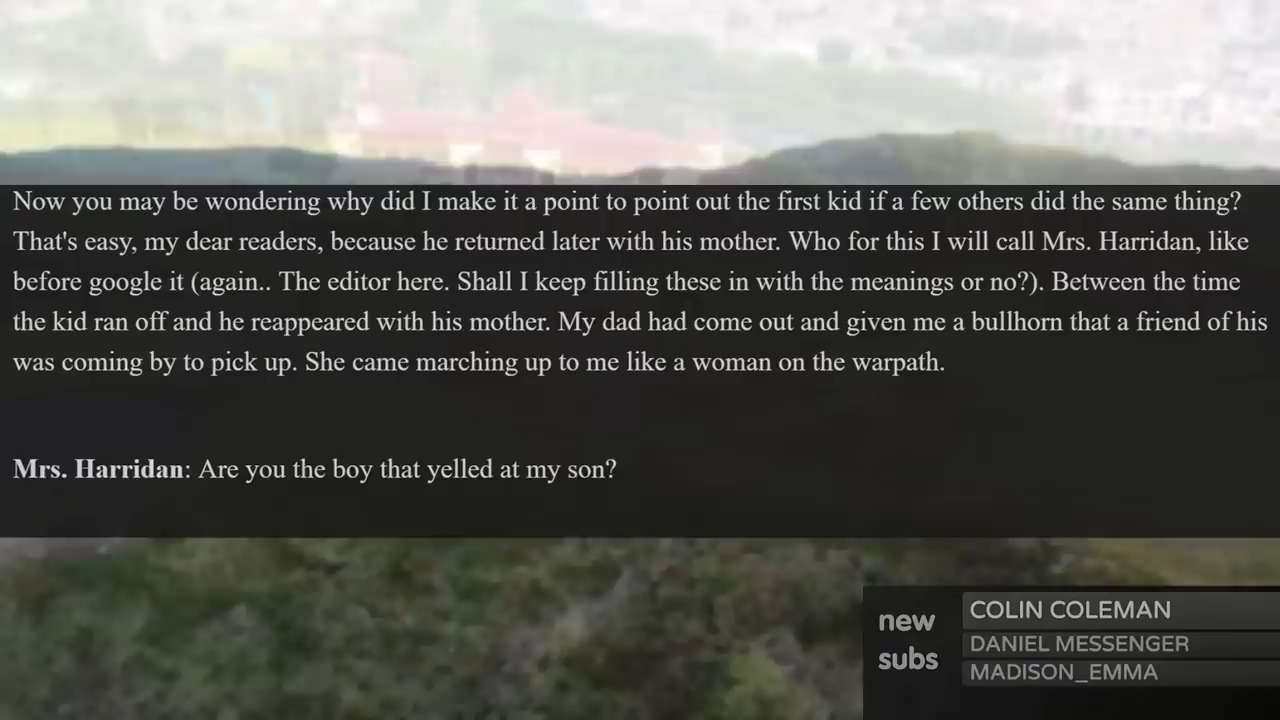 Now you may be wondering why did I make it a point to point out the first kid if a few others did the same thing?
That's easy, my dear readers, because he returned later with his mother. Who for this I will call Mrs. Harridan, like
before google it (again.. The editor here. Shall I keep filling these in with the meanings or no?). Between the time
the kid ran off and he reappeared with his mother. My dad had come out and given me a bullhorn that a friend of his
was coming by to pick up. She came marching up to me like a woman on the warpath.
Mrs. Harridan: Are you the boy that yelled at my son?
new
subs
COLIN COLEMAN
DANIEL MESSENGER
MADISON_EMMA